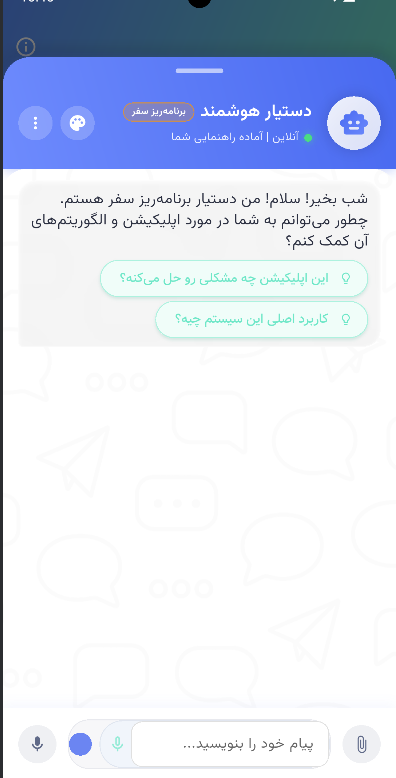 دستیار هوشمند
برنامه‌ریز سفر
آنلاین | آماده راهنمایی شما
شب بخیر! سلام! من دستیار برنامه‌ریز سفر هستم.
چطور می‌توانم به شما در مورد اپلیکیشن و الگوریتم‌های
آن کمک کنم؟
این اپلیکیشن چه مشکلی رو حل می‌کنه؟
کاربرد اصلی این سیستم چیه؟
پیام خود را بنویسید...